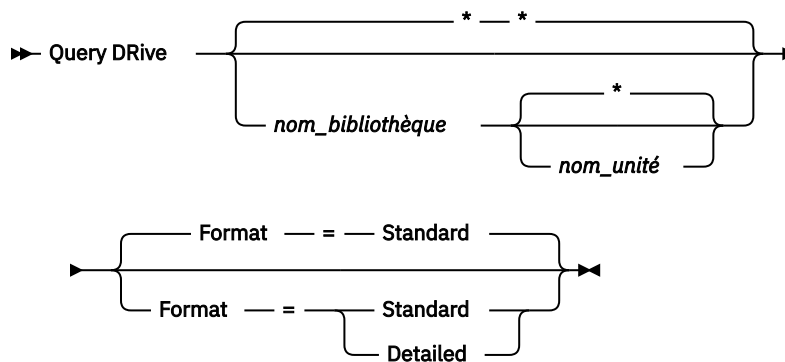 * *
Query DRive
*
nom_bibliothèque
nom_unité
Format = Standard
Format = Standard
Detailed